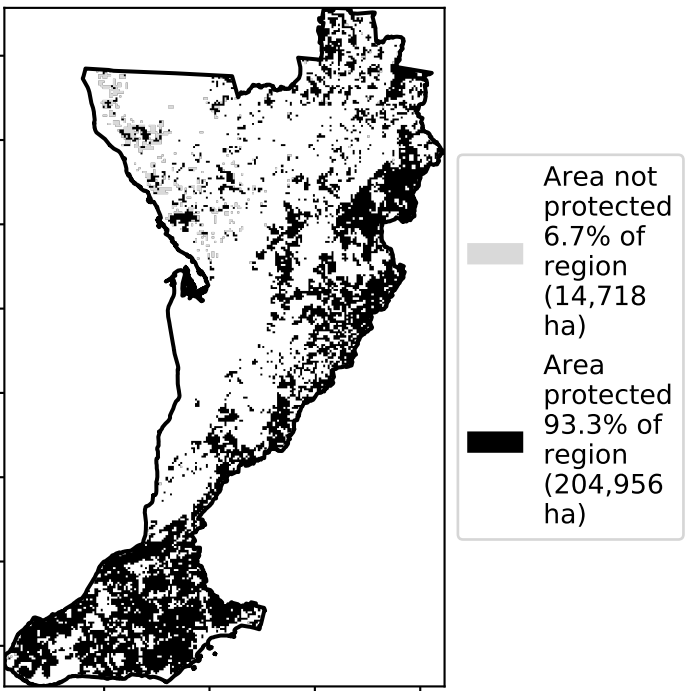 Area not
protected
6.7% of
region
(14,718
ha)
Area
protected
93.3% of
region
(204,956
ha)